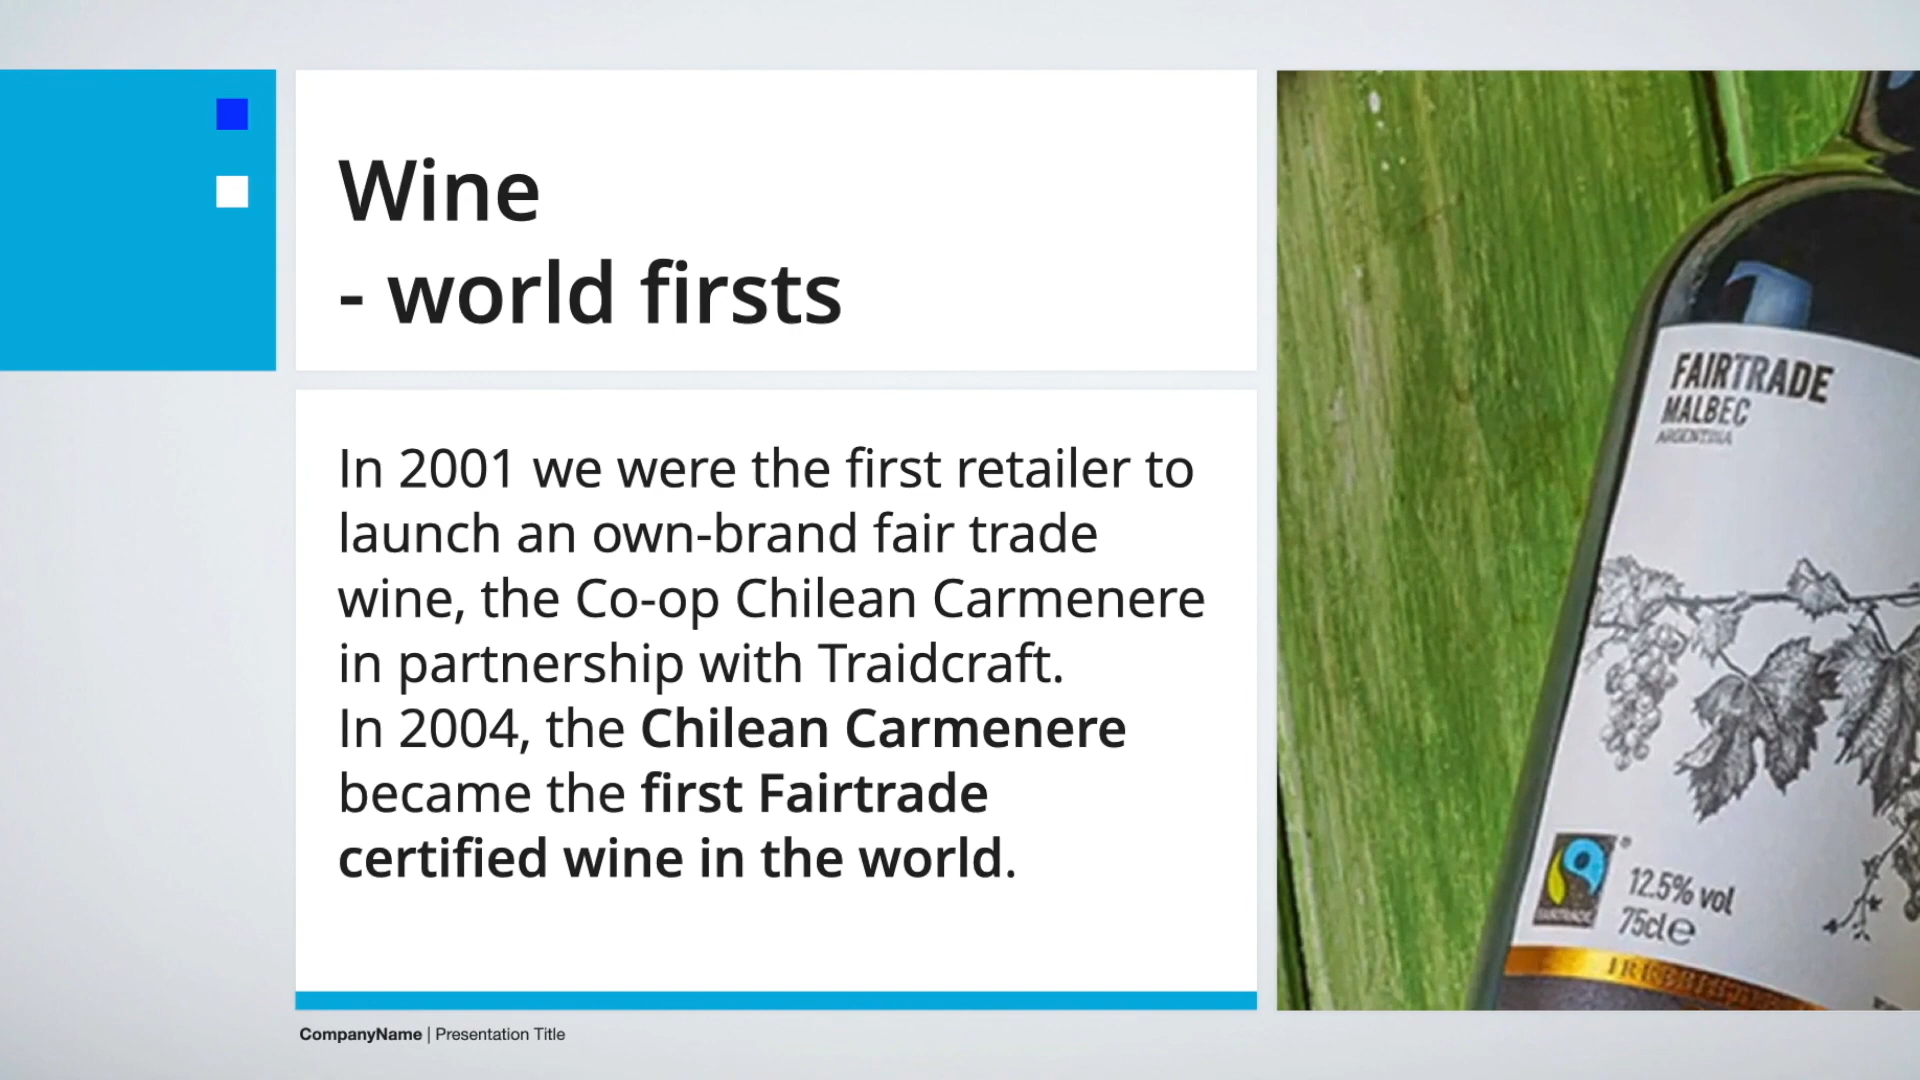 Wine
- world firsts
In 2001 we were the first retailer to
launch an own-brand fair trade
wine, the Co-op Chilean Carmenere
in partnership with Traidcraft.
In 2004, the Chilean Carmenere
became the first Fairtrade
certified wine in the world.
CompanyName | Presentation Title
FAIRTRADE
MALBEC
ARGENTINA
FAIRTRADE
12.5% vol
75cl e